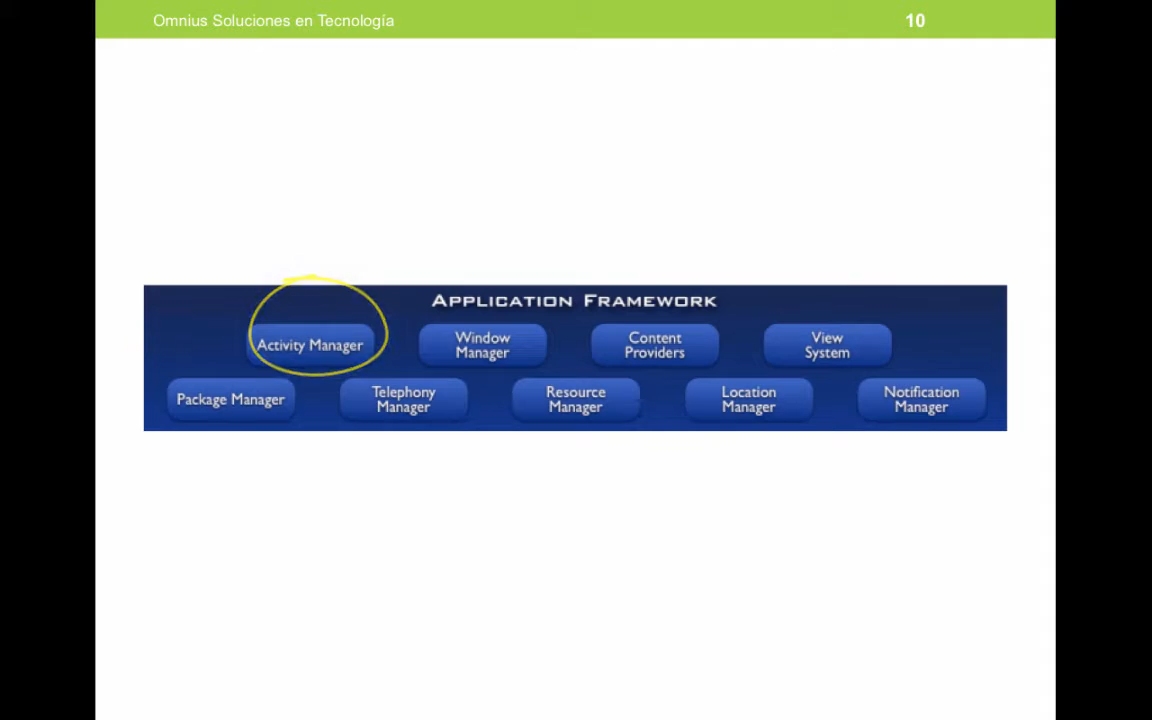 Omnius Soluciones en Tecnología 10
APPLICATION FRAMEWORK
Activity Manager
Window
Manager
Content
Providers
View
System
Package Manager
Telephony
Manager
Resource
Manager
Location
Manager
Notification
Manager